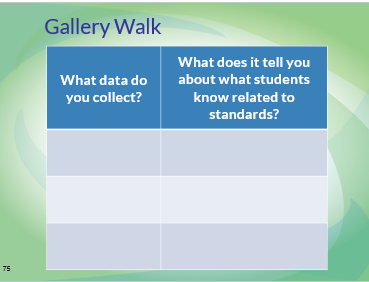 Gallery Walk
What data do
you collect?
What does it tell you
about what students
know related to
standards?
75